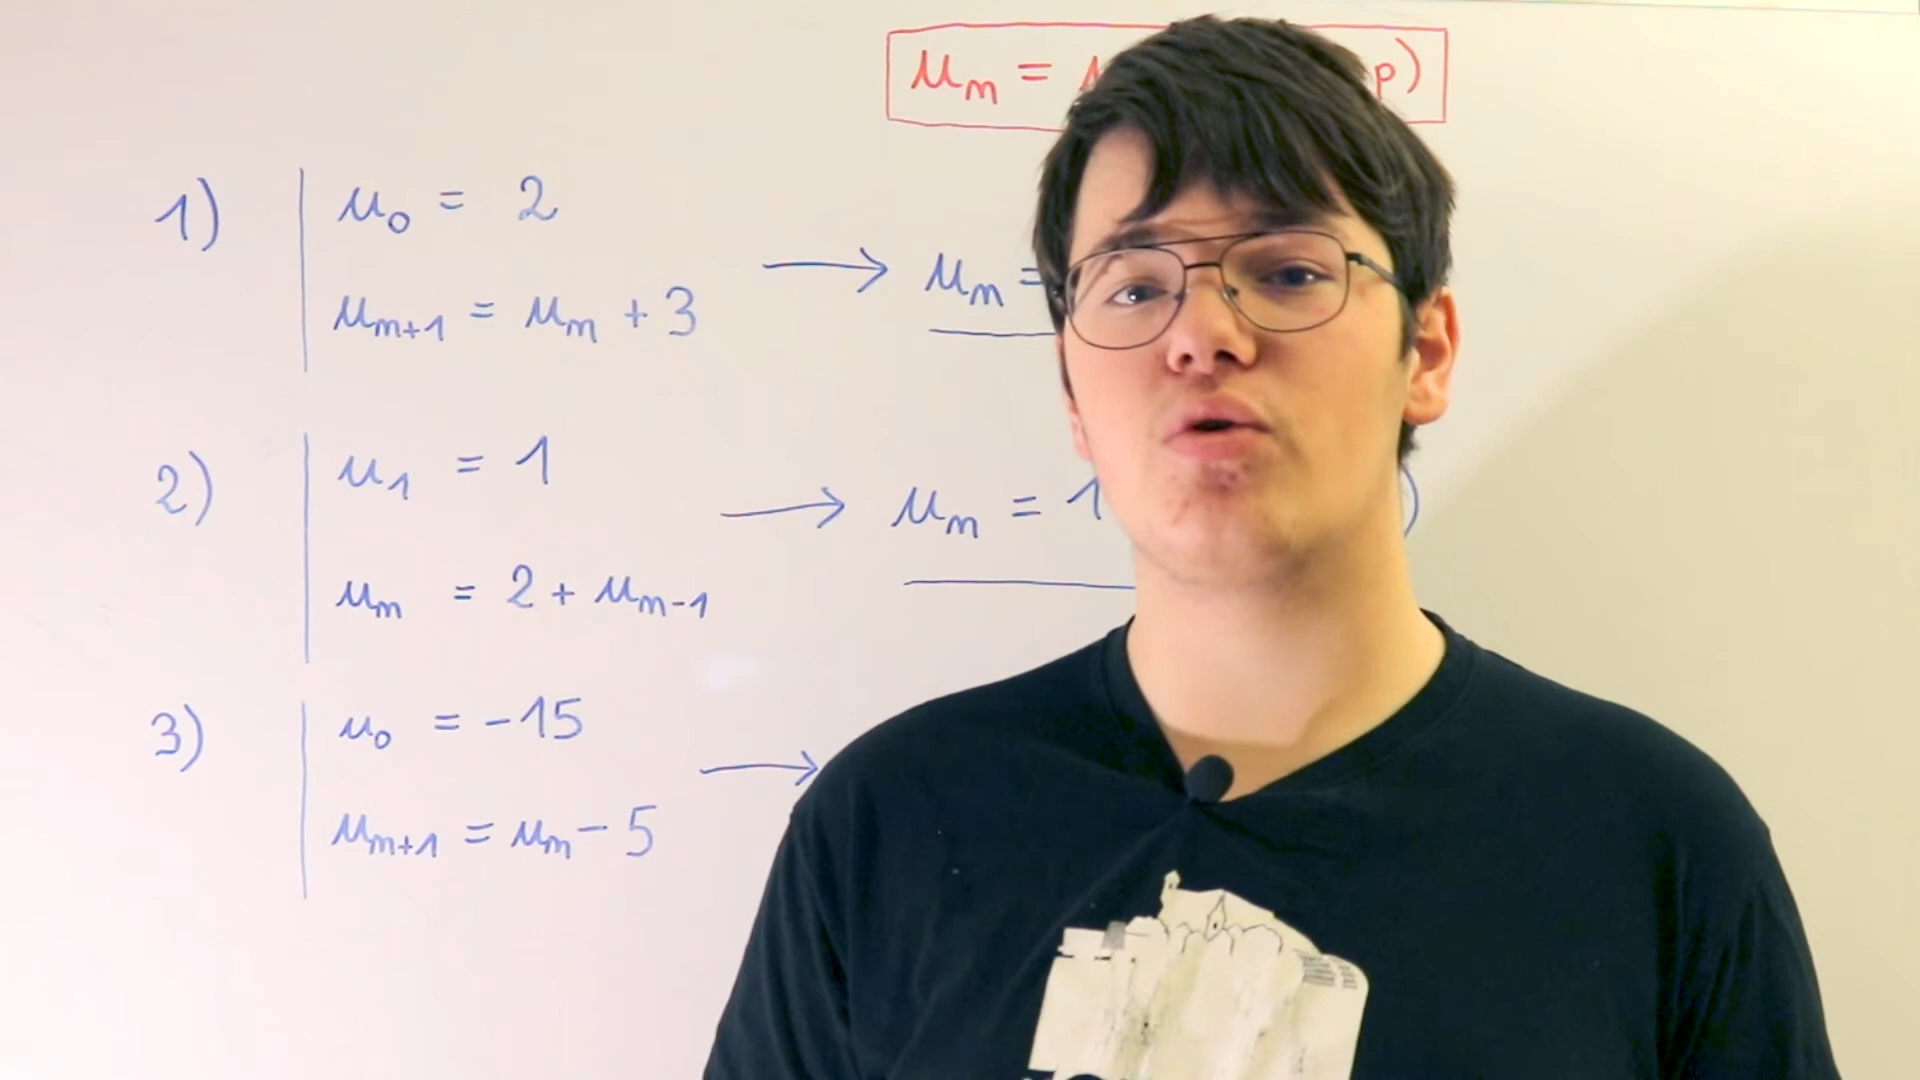 uₙ = p)
1) u₀ = 2
uₙ₊₁ = uₙ + 3
→ uₙ =
2) u₁ = 1
→ uₙ = 1 )
uₙ = 2 + uₙ₋₁
3) u₀ = -15
→
uₙ₊₁ = uₙ - 5